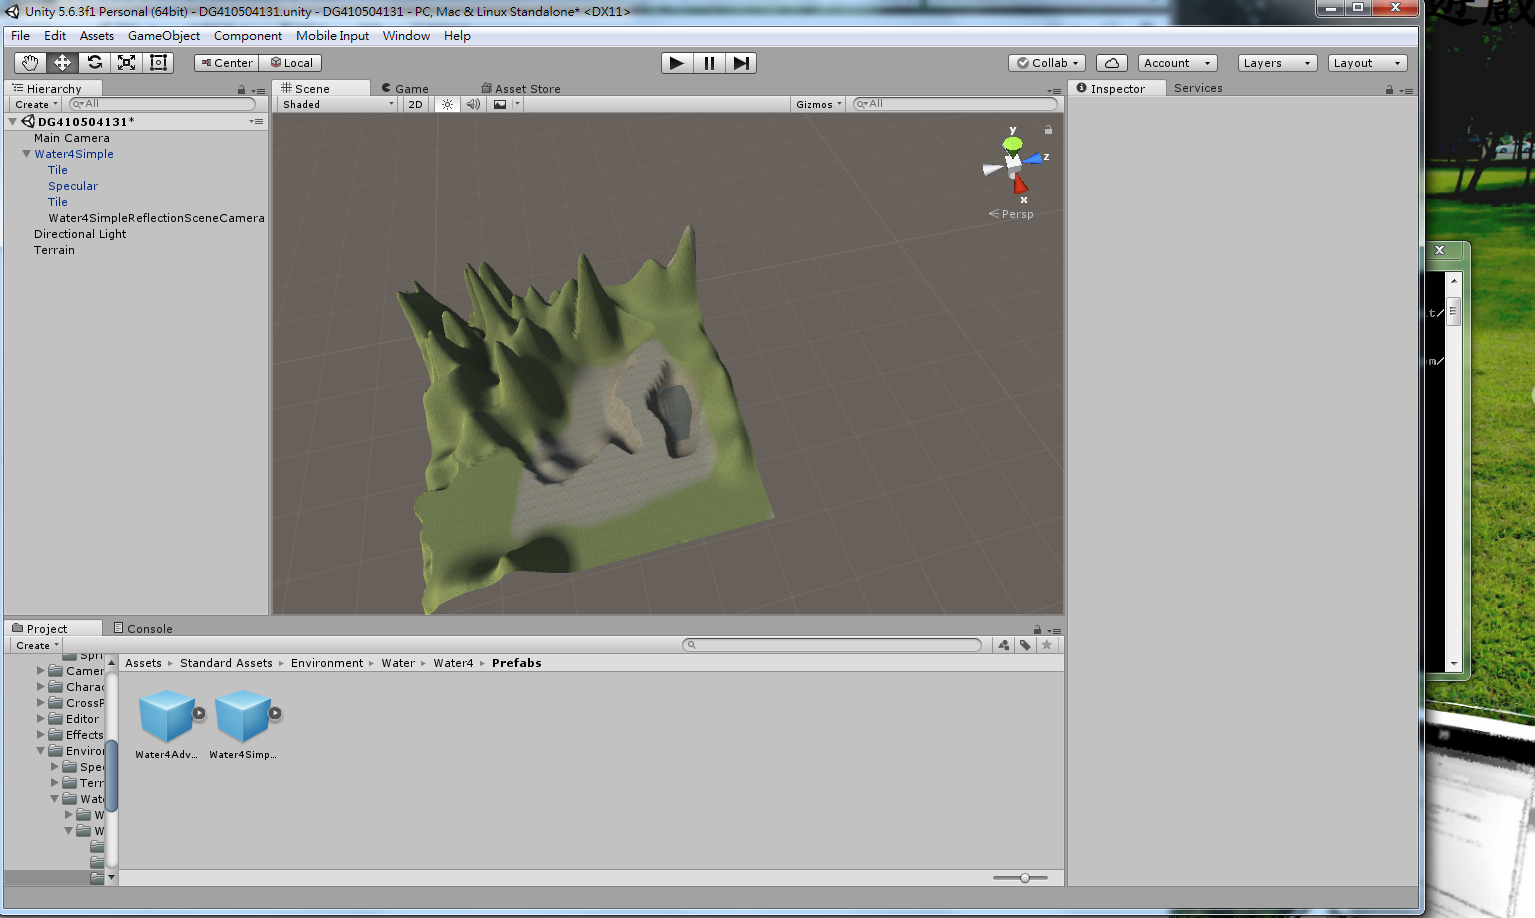 Unity 5.6.3f1 Personal (64bit) - DG410504131.unity - DG410504131 - PC, Mac & Linux Standalone* <DX11>
File Edit Assets GameObject Component Mobile Input Window Help
Center Local Collab Account Layers Layout
Hierarchy Scene Game Asset Store Inspector Services
Create All Shaded 2D Gizmos All
DG410504131*
Main Camera
Water4Simple
Tile
Specular
Tile
Water4SimpleReflectionSceneCamera
Directional Light
Terrain
y
z
x
Persp
t/
m/
Project Console
Create
Assets Standard Assets Environment Water Water4 Prefabs
Spri
Camer
Charac
CrossP
Editor
Effects
Enviro
Spec
Terr
Wate
W
W
Water4Adv... Water4Simp...